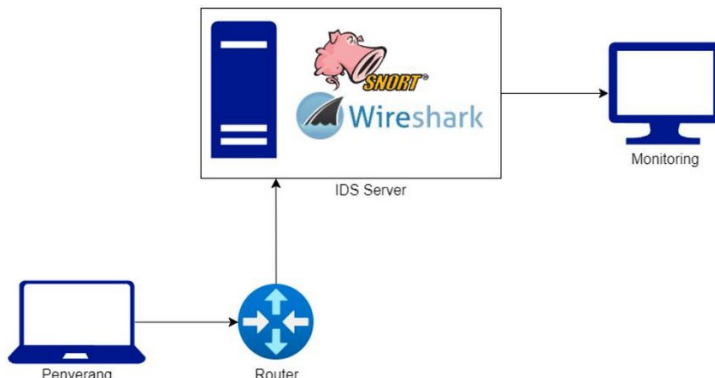 SNORT®
Wireshark
IDS Server
Monitoring
Penyerang
Router